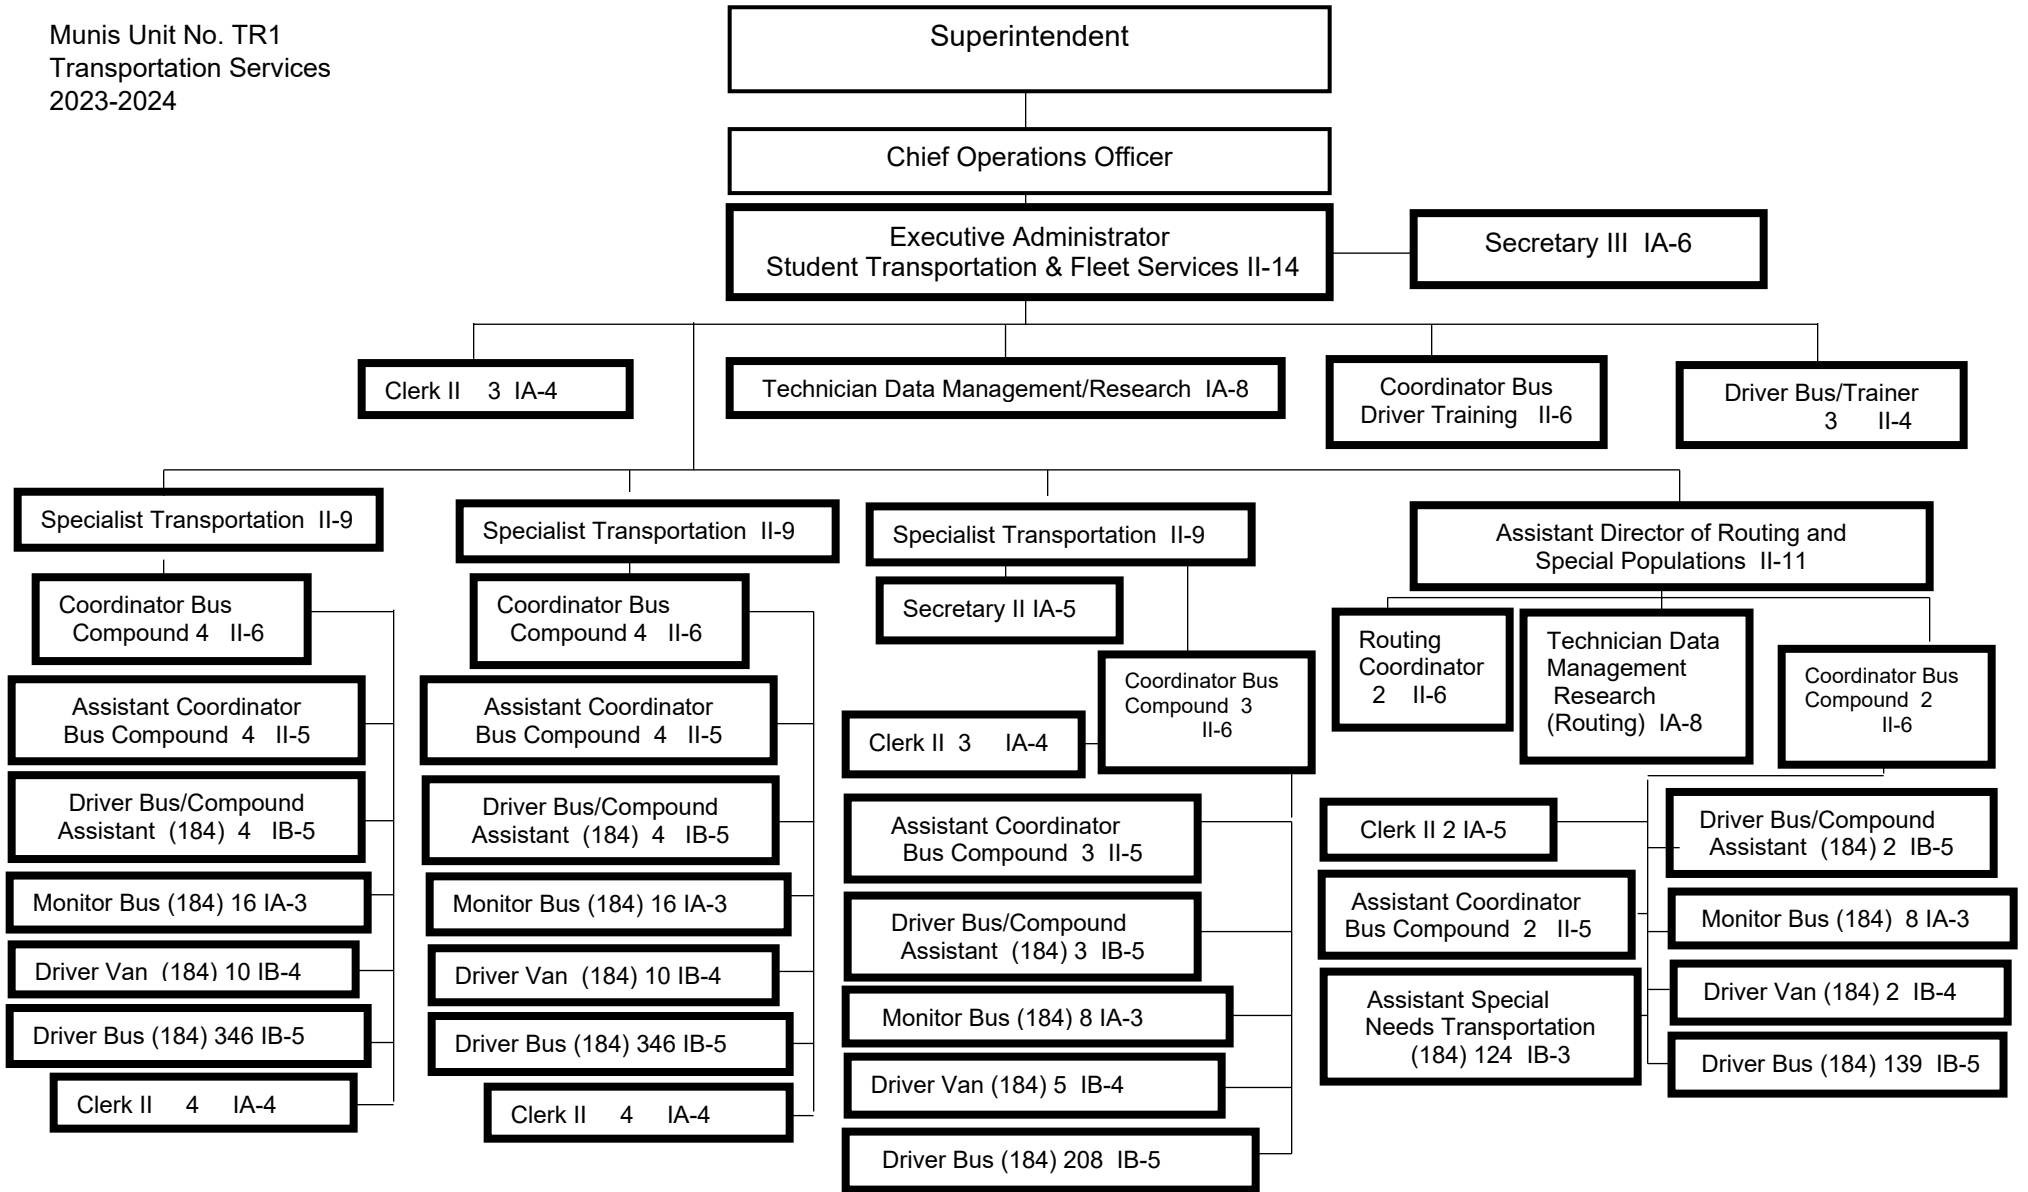 Munis Unit No. TR1
Transportation Services
2023-2024
Superintendent
Chief Operations Officer
Executive Administrator
Student Transportation & Fleet Services II-14
Secretary III IA-6
Clerk II 3 IA-4
Technician Data Management/Research IA-8
Coordinator Bus
Driver Training II-6
Driver Bus/Trainer
3 II-4
Specialist Transportation II-9
Coordinator Bus
Compound 4 II-6
Assistant Coordinator
Bus Compound 4 II-5
Driver Bus/Compound
Assistant (184) 4 IB-5
Monitor Bus (184) 16 IA-3
Driver Van (184) 10 IB-4
Driver Bus (184) 346 IB-5
Clerk II 4 IA-4
Specialist Transportation II-9
Coordinator Bus
Compound 4 II-6
Assistant Coordinator
Bus Compound 4 II-5
Driver Bus/Compound
Assistant (184) 4 IB-5
Monitor Bus (184) 16 IA-3
Driver Van (184) 10 IB-4
Driver Bus (184) 346 IB-5
Clerk II 4 IA-4
Specialist Transportation II-9
Secretary II IA-5
Coordinator Bus
Compound 3
II-6
Clerk II 3 IA-4
Assistant Coordinator
Bus Compound 3 II-5
Driver Bus/Compound
Assistant (184) 3 IB-5
Monitor Bus (184) 8 IA-3
Driver Van (184) 5 IB-4
Driver Bus (184) 208 IB-5
Assistant Director of Routing and
Special Populations II-11
Routing
Coordinator
2 II-6
Technician Data
Management
Research
(Routing) IA-8
Coordinator Bus
Compound 2
II-6
Clerk II 2 IA-5
Assistant Coordinator
Bus Compound 2 II-5
Assistant Special
Needs Transportation
(184) 124 IB-3
Driver Bus/Compound
Assistant (184) 2 IB-5
Monitor Bus (184) 8 IA-3
Driver Van (184) 2 IB-4
Driver Bus (184) 139 IB-5